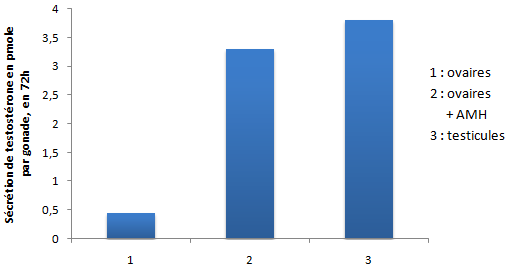 Sécrétion de testostérone en pmole
par gonade, en 72h
4
3,5
3
2,5
2
1,5
1
0,5
0
1 2 3
1 : ovaires
2 : ovaires
+ AMH
3 : testicules